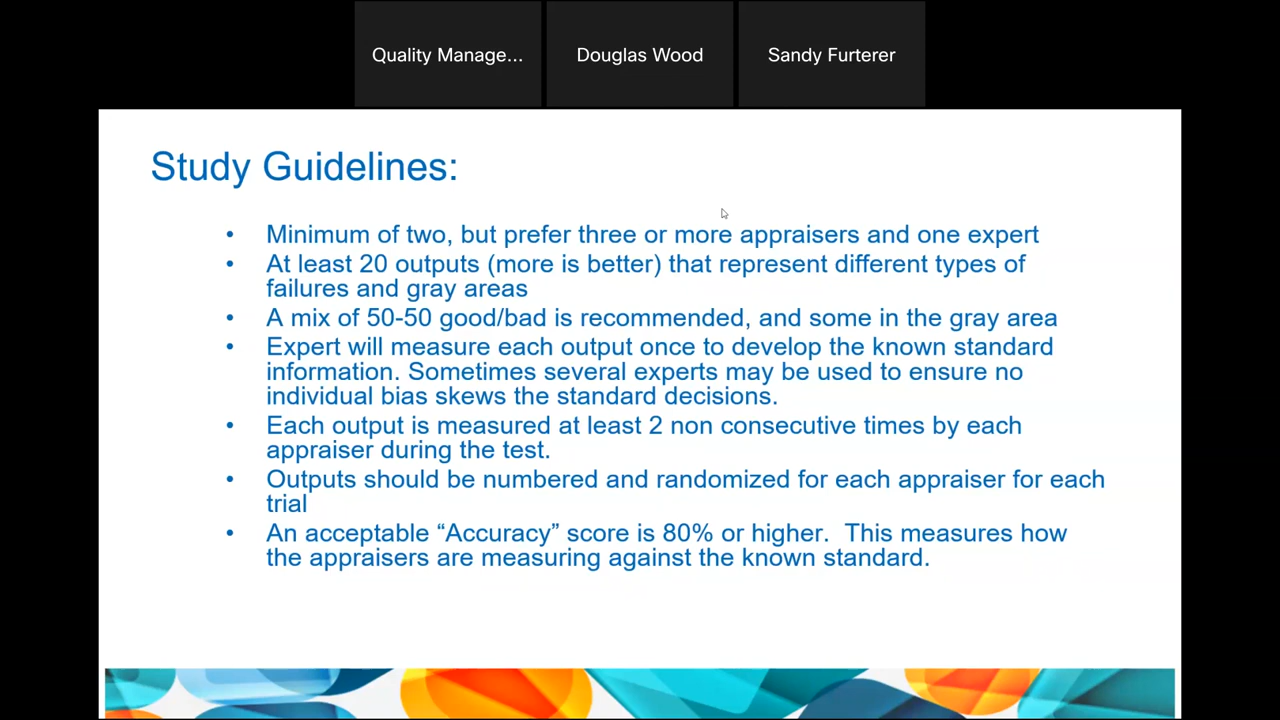 Quality Manage...
Douglas Wood
Sandy Furterer
Study Guidelines:
• Minimum of two, but prefer three or more appraisers and one expert
• At least 20 outputs (more is better) that represent different types of
failures and gray areas
• A mix of 50-50 good/bad is recommended, and some in the gray area
• Expert will measure each output once to develop the known standard
information. Sometimes several experts may be used to ensure no
individual bias skews the standard decisions.
• Each output is measured at least 2 non consecutive times by each
appraiser during the test.
• Outputs should be numbered and randomized for each appraiser for each
trial
• An acceptable “Accuracy” score is 80% or higher.  This measures how
the appraisers are measuring against the known standard.